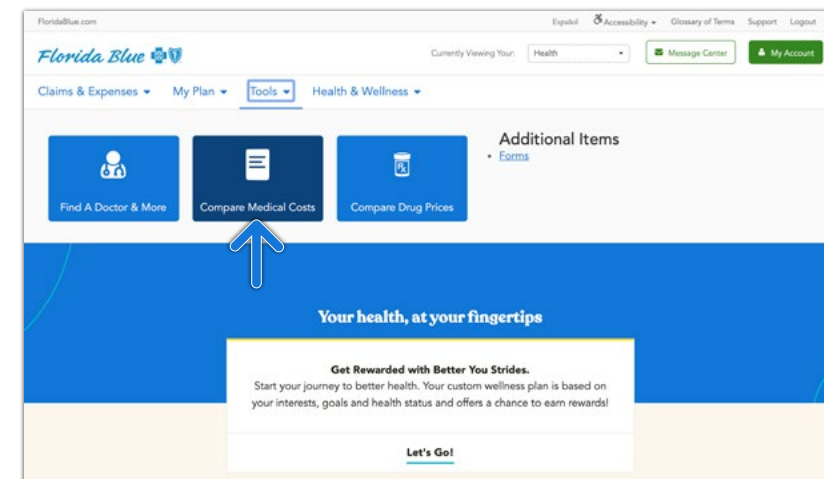 FloridaBlue.com Español Accessibility Glossary of Terms Support Logout
Florida Blue Currently Viewing Your: Health Message Center My Account
Claims & Expenses My Plan Tools Health & Wellness
Additional Items
• Forms
Rx
Find A Doctor & More Compare Medical Costs Compare Drug Prices
Your health, at your fingertips
Get Rewarded with Better You Strides.
Start your journey to better health. Your custom wellness plan is based on
your interests, goals and health status and offers a chance to earn rewards!
Let's Go!